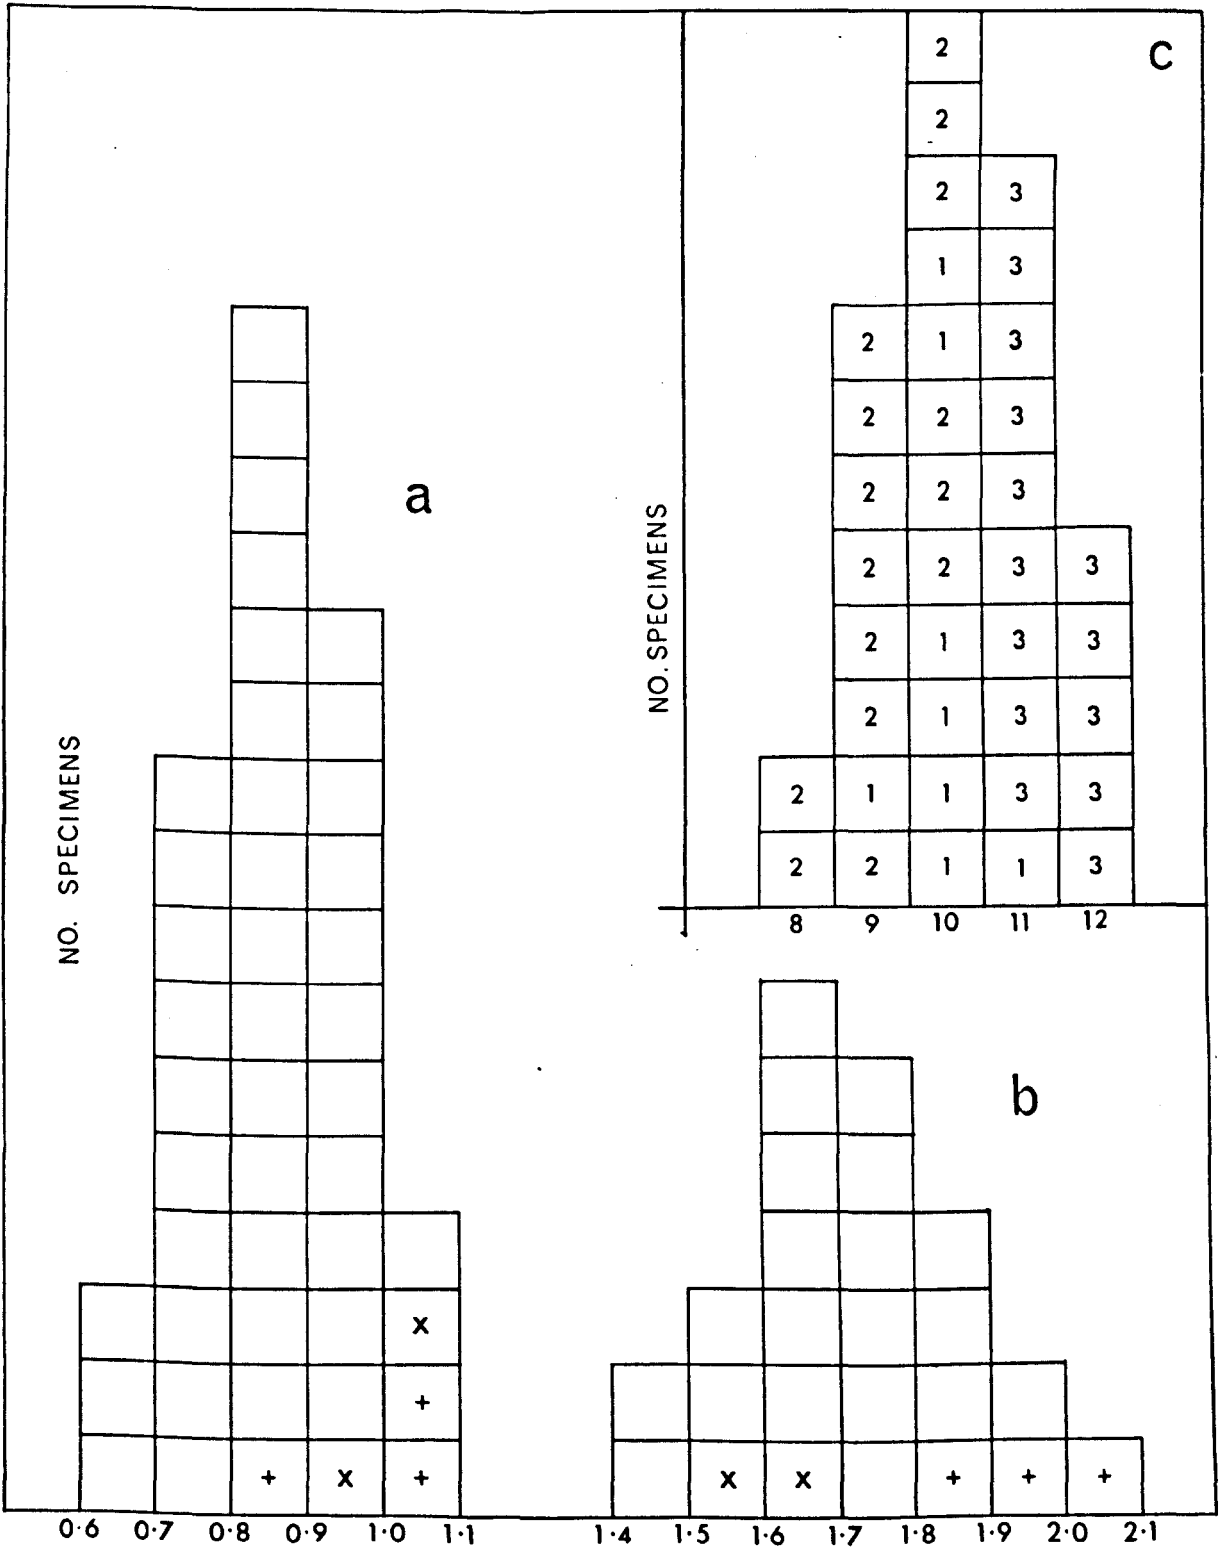 a
NO. SPECIMENS
x
+
+ x +
0·6 0·7 0·8 0·9 1·0 1·1
C
NO. SPECIMENS
2
2
2 3
1 3
2 1 3
2 2 3
2 2 3
2 2 3 3
2 1 3 3
2 1 3 3
2 1 1 3 3
2 2 1 1 3
8 9 10 11 12
b
x x + + +
1·4 1·5 1·6 1·7 1·8 1·9 2·0 2·1